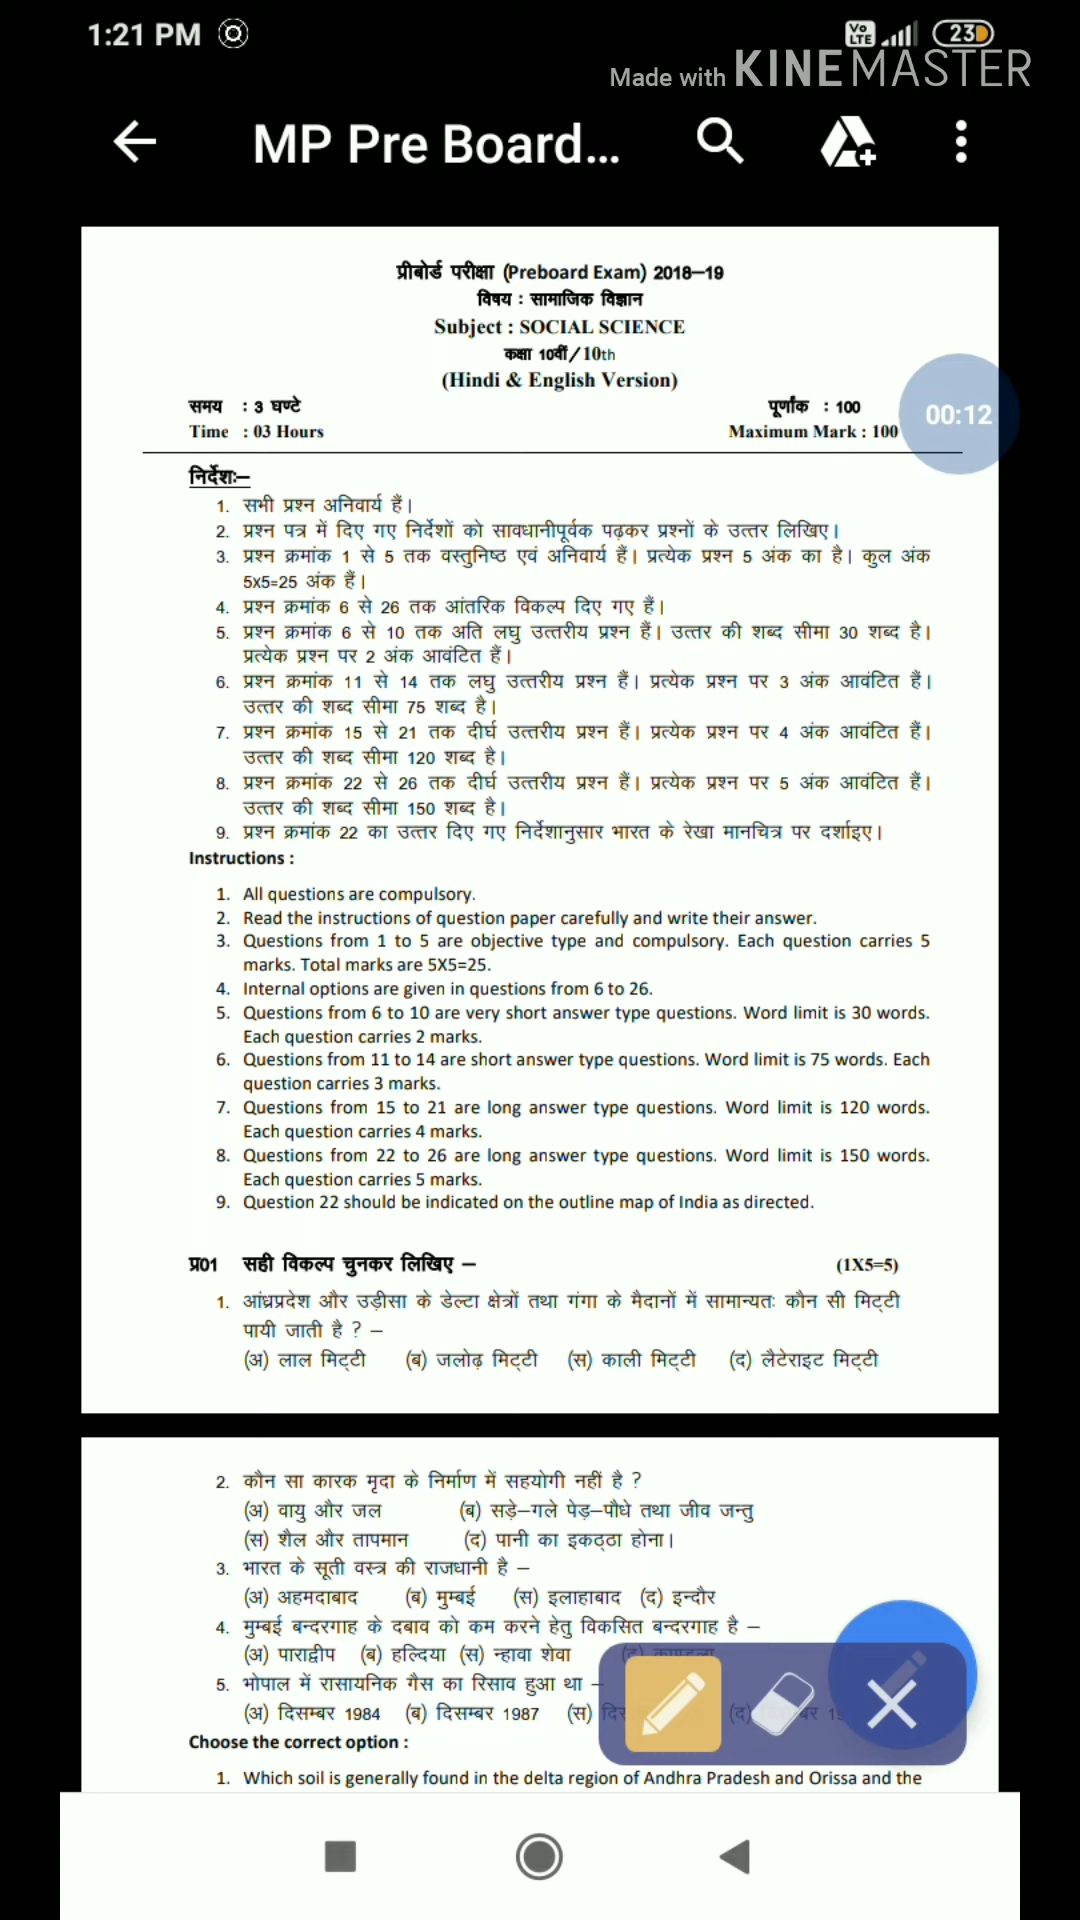 1:21 PM
Vo LTE
23
Made with KINEMASTER
MP Pre Board...
प्रीबोर्ड परीक्षा (Preboard Exam) 2018–19
विषय : सामाजिक विज्ञान
Subject : SOCIAL SCIENCE
कक्षा 10वीं/10th
(Hindi & English Version)
समय : 3 घण्टे पूर्णांक : 100
Time : 03 Hours Maximum Mark : 100
00:12
निर्देशः–
1. सभी प्रश्न अनिवार्य हैं।
2. प्रश्न पत्र में दिए गए निर्देशों को सावधानीपूर्वक पढ़कर प्रश्नों के उत्तर लिखिए।
3. प्रश्न क्रमांक 1 से 5 तक वस्तुनिष्ठ एवं अनिवार्य हैं। प्रत्येक प्रश्न 5 अंक का है। कुल अंक
5x5=25 अंक हैं।
4. प्रश्न क्रमांक 6 से 26 तक आंतरिक विकल्प दिए गए हैं।
5. प्रश्न क्रमांक 6 से 10 तक अति लघु उत्तरीय प्रश्न हैं। उत्तर की शब्द सीमा 30 शब्द है।
प्रत्येक प्रश्न पर 2 अंक आवंटित हैं।
6. प्रश्न क्रमांक 11 से 14 तक लघु उत्तरीय प्रश्न हैं। प्रत्येक प्रश्न पर 3 अंक आवंटित हैं।
उत्तर की शब्द सीमा 75 शब्द है।
7. प्रश्न क्रमांक 15 से 21 तक दीर्घ उत्तरीय प्रश्न हैं। प्रत्येक प्रश्न पर 4 अंक आवंटित हैं।
उत्तर की शब्द सीमा 120 शब्द है।
8. प्रश्न क्रमांक 22 से 26 तक दीर्घ उत्तरीय प्रश्न हैं। प्रत्येक प्रश्न पर 5 अंक आवंटित हैं।
उत्तर की शब्द सीमा 150 शब्द है।
9. प्रश्न क्रमांक 22 का उत्तर दिए गए निर्देशानुसार भारत के रेखा मानचित्र पर दर्शाइए।
Instructions :
1. All questions are compulsory.
2. Read the instructions of question paper carefully and write their answer.
3. Questions from 1 to 5 are objective type and compulsory. Each question carries 5
marks. Total marks are 5X5=25.
4. Internal options are given in questions from 6 to 26.
5. Questions from 6 to 10 are very short answer type questions. Word limit is 30 words.
Each question carries 2 marks.
6. Questions from 11 to 14 are short answer type questions. Word limit is 75 words. Each
question carries 3 marks.
7. Questions from 15 to 21 are long answer type questions. Word limit is 120 words.
Each question carries 4 marks.
8. Questions from 22 to 26 are long answer type questions. Word limit is 150 words.
Each question carries 5 marks.
9. Question 22 should be indicated on the outline map of India as directed.
प्र01 सही विकल्प चुनकर लिखिए – (1X5=5)
1. आंध्रप्रदेश और उड़ीसा के डेल्टा क्षेत्रों तथा गंगा के मैदानों में सामान्यतः कौन सी मिट्टी
पायी जाती है ? –
(अ) लाल मिट्टी (ब) जलोढ़ मिट्टी (स) काली मिट्टी (द) लैटेराइट मिट्टी
2. कौन सा कारक मृदा के निर्माण में सहयोगी नहीं है ?
(अ) वायु और जल (ब) सड़े–गले पेड़–पौधे तथा जीव जन्तु
(स) शैल और तापमान (द) पानी का इकट्ठा होना।
3. भारत के सूती वस्त्र की राजधानी है –
(अ) अहमदाबाद (ब) मुम्बई (स) इलाहाबाद (द) इन्दौर
4. मुम्बई बन्दरगाह के दबाव को कम करने हेतु विकसित बन्दरगाह है –
(अ) पाराद्वीप (ब) हल्दिया (स) न्हावा शेवा
5. भोपाल में रासायनिक गैस का रिसाव हुआ था –
(अ) दिसम्बर 1984 (ब) दिसम्बर 1987 (स)
Choose the correct option :
1. Which soil is generally found in the delta region of Andhra Pradesh and Orissa and the